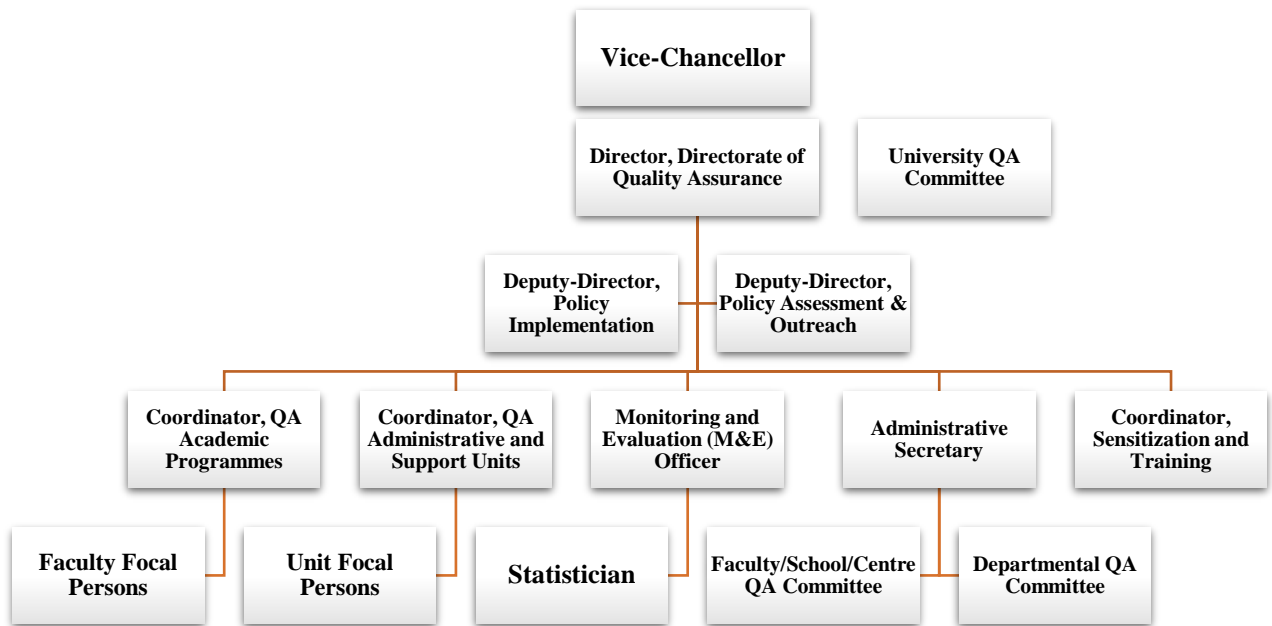 Vice-Chancellor
Director, Directorate of
Quality Assurance
University QA
Committee
Deputy-Director,
Policy
Implementation
Deputy-Director,
Policy Assessment &
Outreach
Coordinator, QA
Academic
Programmes
Coordinator, QA
Administrative and
Support Units
Monitoring and
Evaluation (M&E)
Officer
Administrative
Secretary
Coordinator,
Sensitization and
Training
Faculty Focal
Persons
Unit Focal
Persons
Statistician
Faculty/School/Centre
QA Committee
Departmental QA
Committee